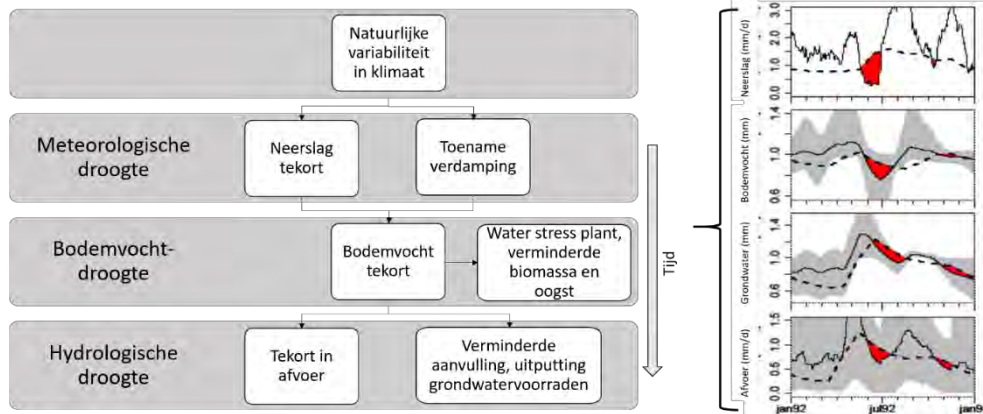 Natuurlijke
variabiliteit
in klimaat
Meteorologische
droogte
Neerslag
tekort
Toename
verdamping
Bodemvocht-
droogte
Bodemvocht
tekort
Water stress plant,
verminderde
biomassa en
oogst
Hydrologische
droogte
Tekort in
afvoer
Verminderde
aanvulling, uitputting
grondwatervoorraden
Tijd
Neerslag (mm/d)
3.0
2.0
1.0
0.0
Bodemvocht (mm)
1.4
1.0
0.6
Grondwater (mm)
1.4
1.0
0.6
Afvoer (mm/d)
1.5
1.0
0.5
0.0
jan92
jul92
jan9